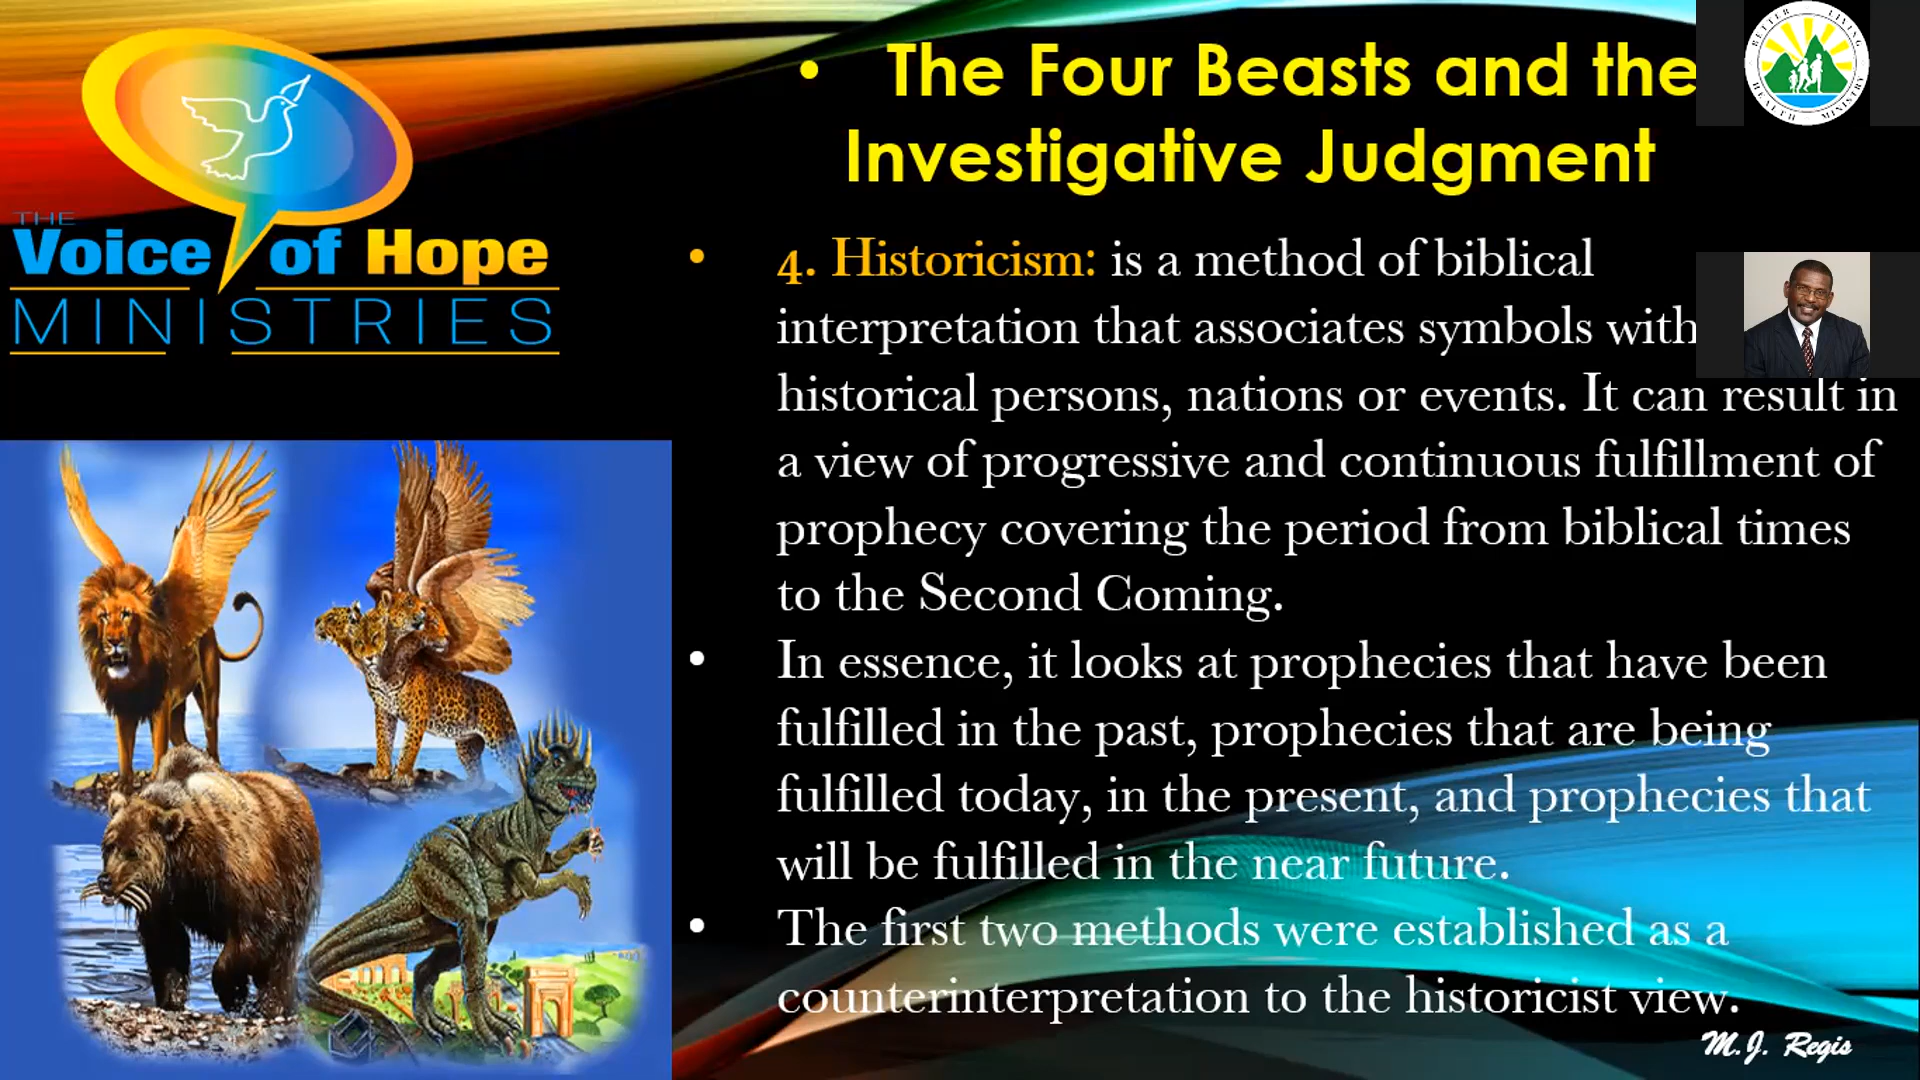 • The Four Beasts and the
Investigative Judgment
THE
Voice of Hope
MINISTRIES
• 4. Historicism: is a method of biblical
interpretation that associates symbols with
historical persons, nations or events. It can result in
a view of progressive and continuous fulfillment of
prophecy covering the period from biblical times
to the Second Coming.
• In essence, it looks at prophecies that have been
fulfilled in the past, prophecies that are being
fulfilled today, in the present, and prophecies that
will be fulfilled in the near future.
• The first two methods were established as a
counterinterpretation to the historicist view.
M.J. Regis
BETTER LIVING
HEALTH MINISTRY